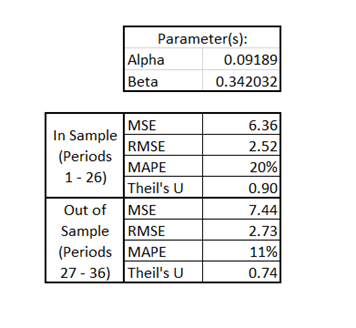 Parameter(s):
Alpha 0.09189
Beta 0.342032
In Sample
(Periods
1 - 26)
MSE 6.36
RMSE 2.52
MAPE 20%
Theil's U 0.90
Out of
Sample
(Periods
27 - 36)
MSE 7.44
RMSE 2.73
MAPE 11%
Theil's U 0.74